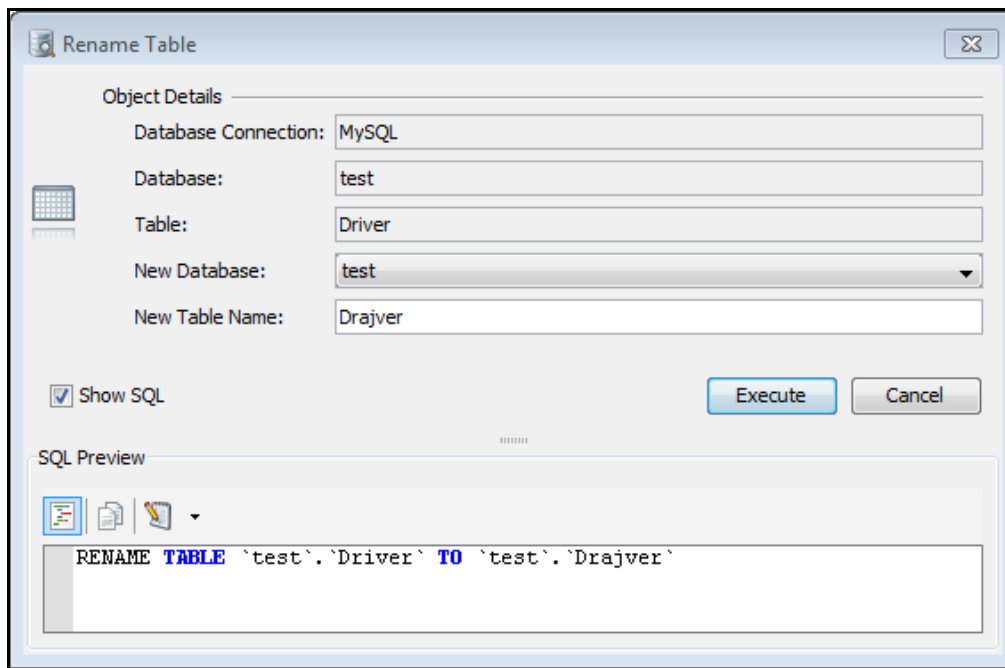 Rename Table
Object Details
Database Connection: MySQL
Database: test
Table: Driver
New Database: test
New Table Name: Drajver
Show SQL Execute Cancel
SQL Preview
RENAME TABLE `test`.`Driver` TO `test`.`Drajver`